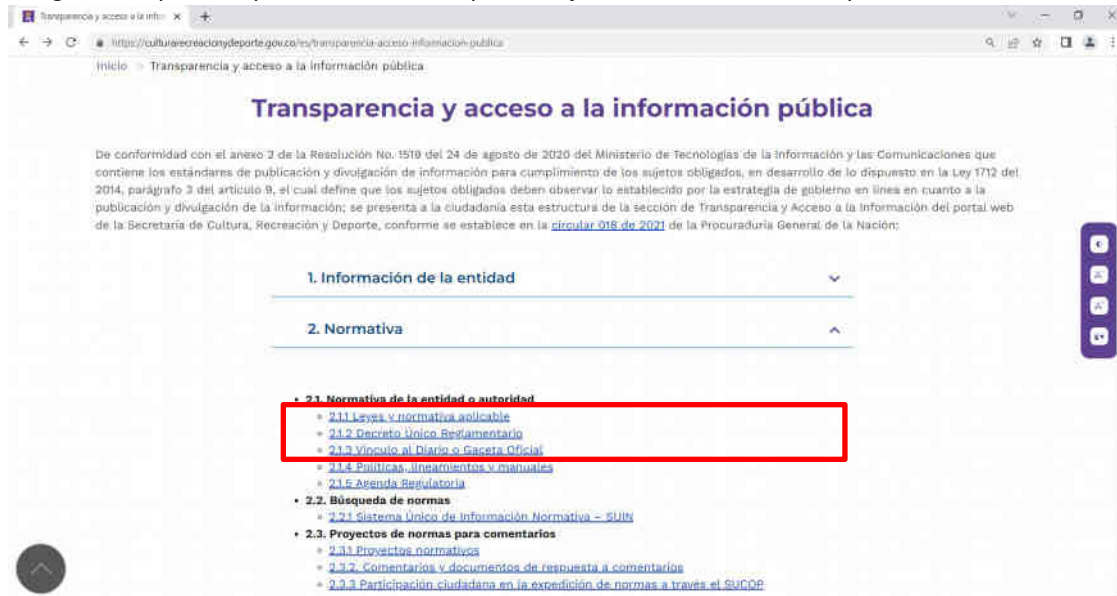 Transparencia y acceso a la infor
https://culturarecreacionydeporte.gov.co/es/transparencia-acceso-informacion-publica
Inicio > Transparencia y acceso a la información pública
Transparencia y acceso a la información pública
De conformidad con el anexo 2 de la Resolución No. 1519 del 24 de agosto de 2020 del Ministerio de Tecnologías de la Información y las Comunicaciones que
contiene los estándares de publicación y divulgación de información para cumplimiento de los sujetos obligados, en desarrollo de lo dispuesto en la Ley 1712 del
2014, parágrafo 3 del artículo 9, el cual define que los sujetos obligados deben observar lo establecido por la estrategia de gobierno en línea en cuanto a la
publicación y divulgación de la información; se presenta a la ciudadanía esta estructura de la sección de Transparencia y Acceso a la Información del portal web
de la Secretaría de Cultura, Recreación y Deporte, conforme se establece en la circular 018 de 2021 de la Procuraduría General de la Nación:
1. Información de la entidad
2. Normativa
• 2.1. Normativa de la entidad o autoridad
2.1.1 Leyes y normativa aplicable
2.1.2 Decreto Único Reglamentario
2.1.3 Vínculo al Diario o Gaceta Oficial
2.1.4 Políticas, lineamientos y manuales
2.1.5 Agenda Regulatoria
• 2.2. Búsqueda de normas
2.2.1 Sistema Único de Información Normativa – SUIN
• 2.3. Proyectos de normas para comentarios
2.3.1 Proyectos normativos
2.3.2. Comentarios y documentos de respuesta a comentarios
2.3.3 Participación ciudadana en la expedición de normas a través el SUCOP